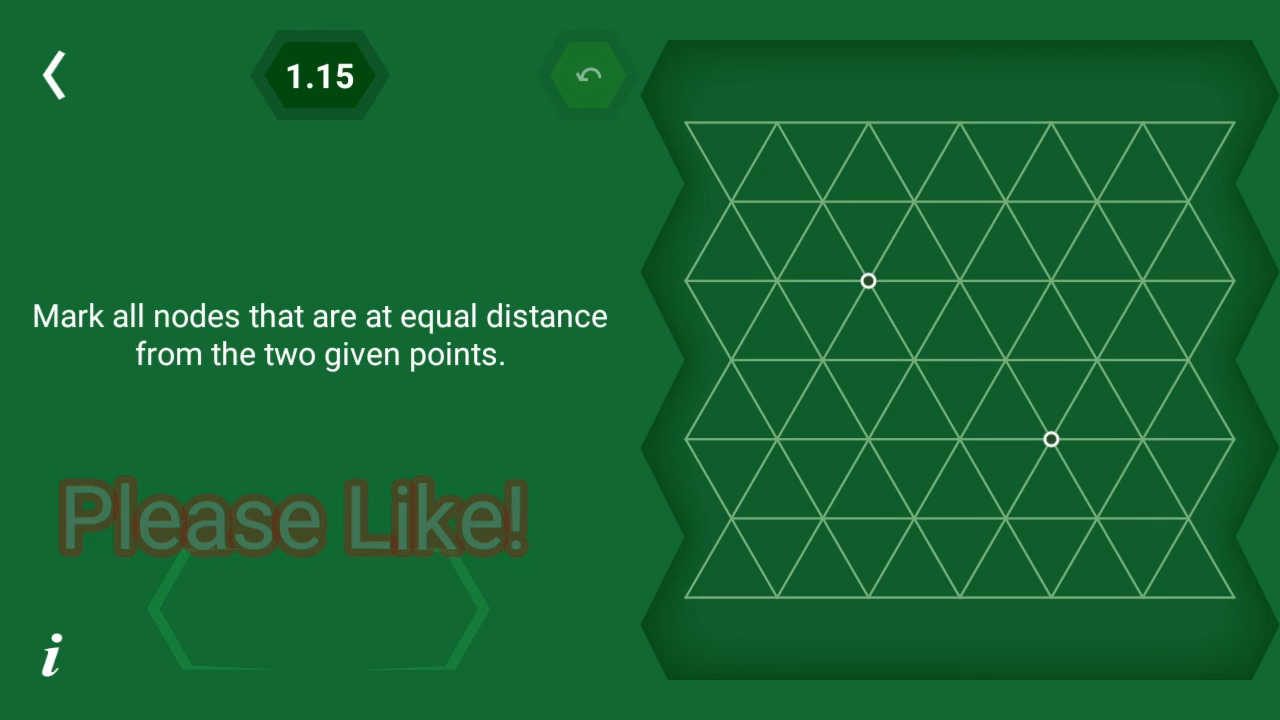 1.15
Mark all nodes that are at equal distance
from the two given points.
Please Like!
i